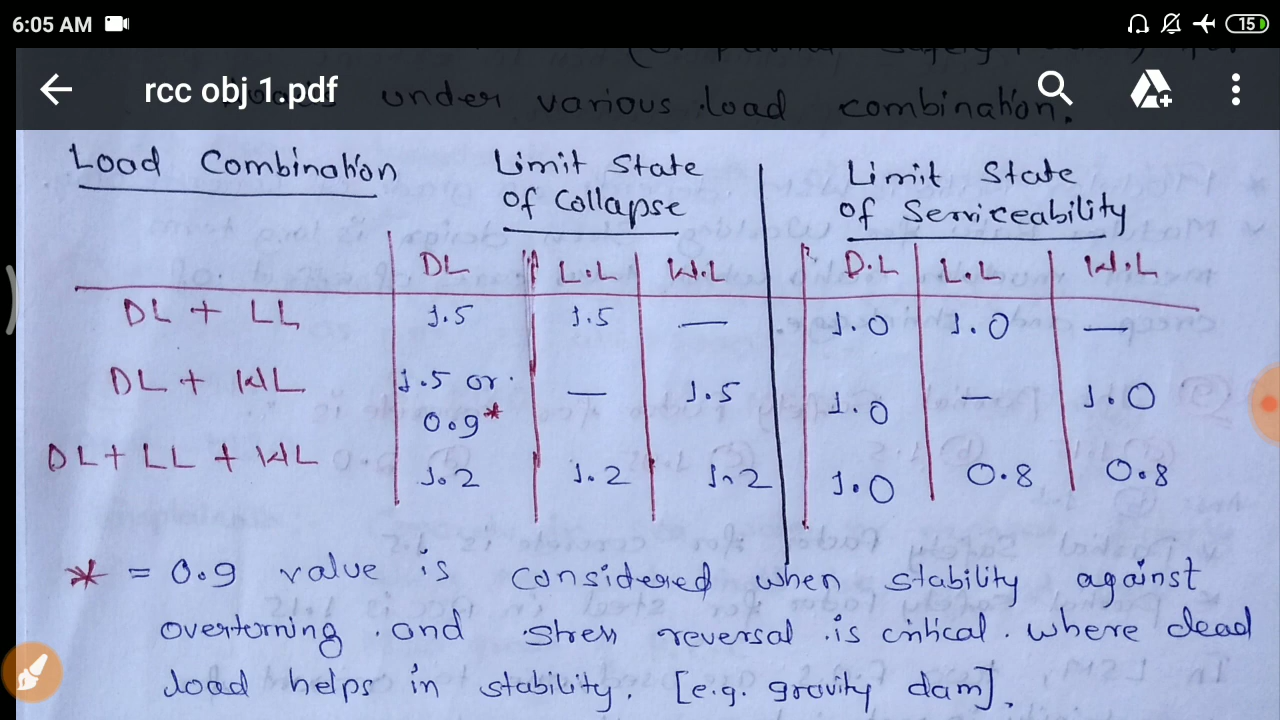 6:05 AM 15
rcc obj 1.pdf
under various load combination.
Load Combination Limit State of Collapse Limit State of Serviceability
DL L.L W.L D.L L.L W.L
DL + LL 1.5 1.5 — 1.0 1.0 —
DL + WL 1.5 or 0.9* — 1.5 1.0 — 1.0
DL + LL + WL 1.2 1.2 1.2 1.0 0.8 0.8
* = 0.9 value is considered when stability against
overturning and stress reversal is critical where dead
load helps in stability. [e.g. gravity dam].